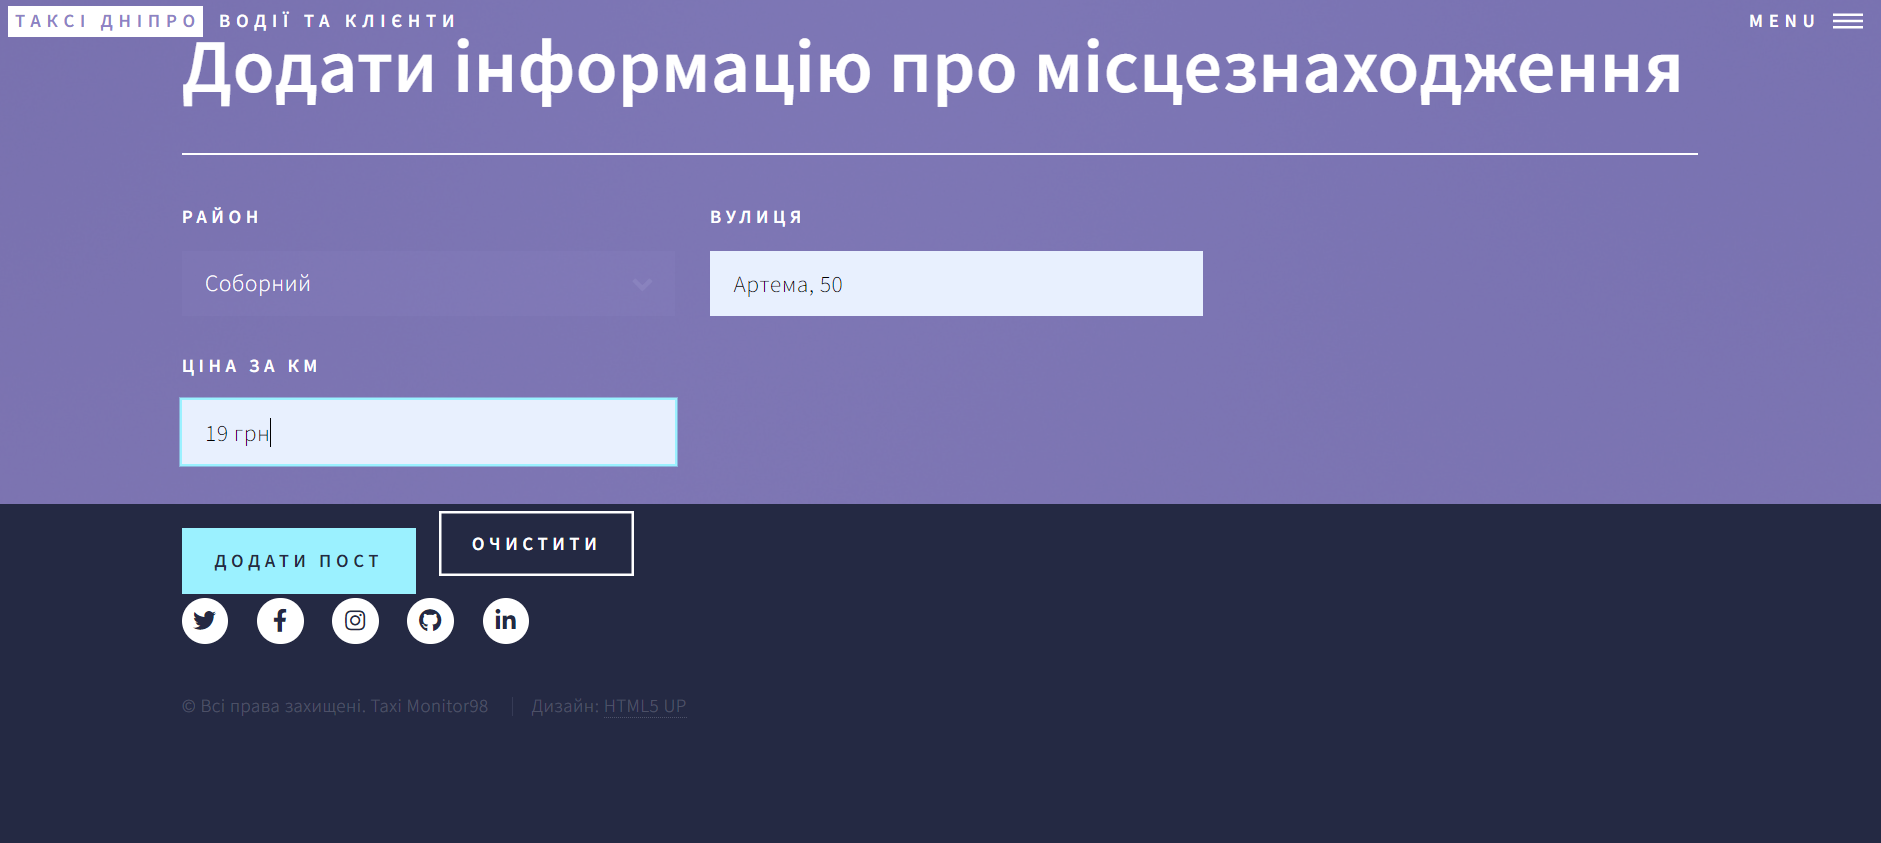 ТАКСІ ДНІПРО ВОДІЇ ТА КЛІЄНТИ MENU
Додати інформацію про місцезнаходження
РАЙОН ВУЛИЦЯ
Соборний Артема, 50
ЦІНА ЗА КМ
19 грн
ДОДАТИ ПОСТ ОЧИСТИТИ
© Всі права захищені. Taxi Monitor98 Дизайн: HTML5 UP